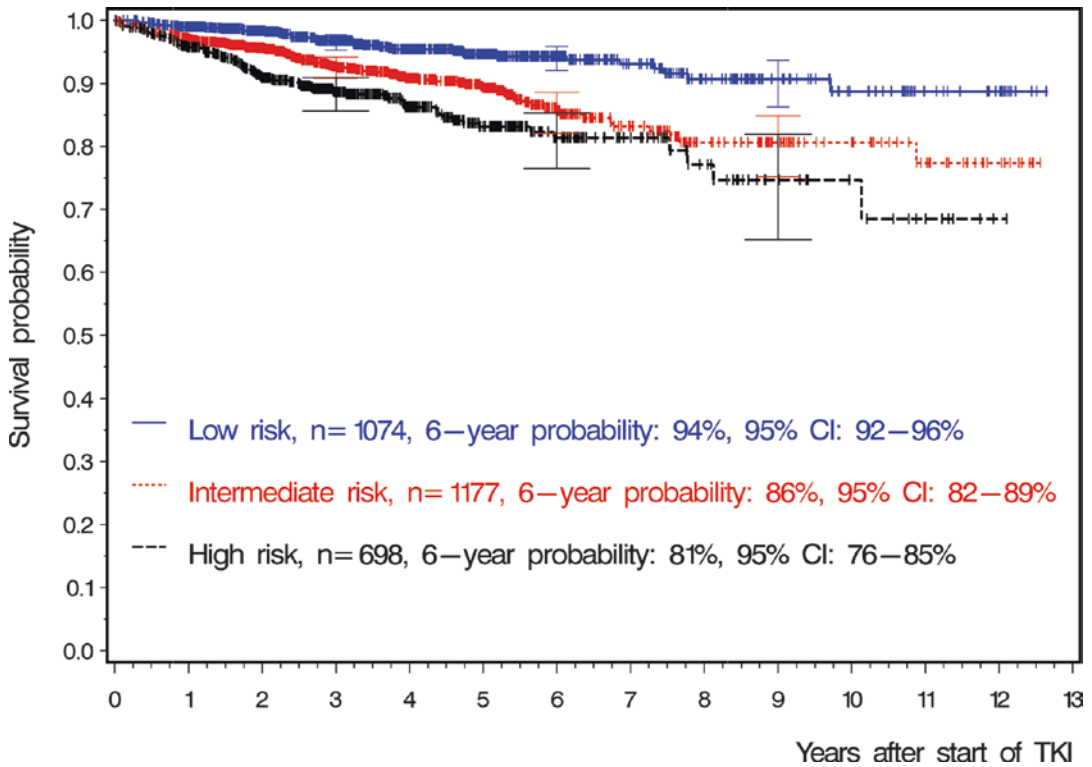 1.0
0.9
0.8
0.7
0.6
0.5
0.4
0.3
0.2
0.1
0.0
Survival probability
Low risk, n=1074, 6–year probability: 94%, 95% CI: 92–96%
Intermediate risk, n=1177, 6–year probability: 86%, 95% CI: 82–89%
High risk, n=698, 6–year probability: 81%, 95% CI: 76–85%
0 1 2 3 4 5 6 7 8 9 10 11 12 13
Years after start of TKI